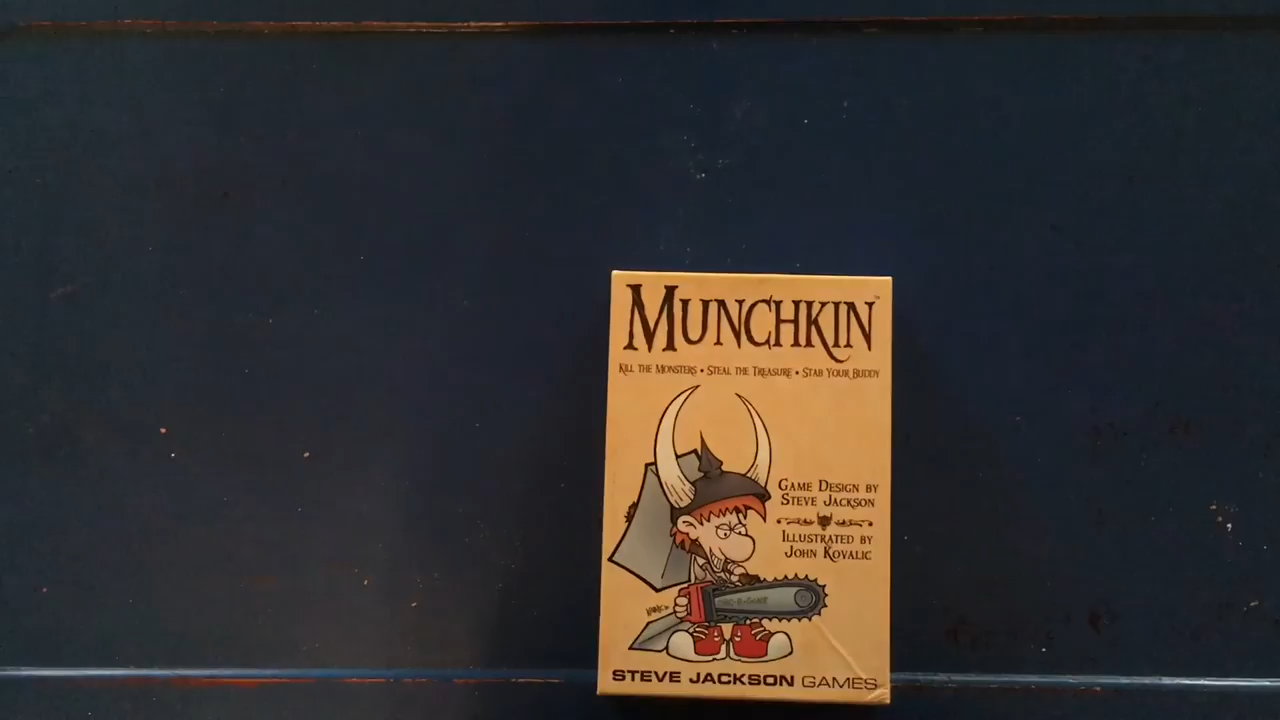 MUNCHKIN™
KILL THE MONSTERS • STEAL THE TREASURE • STAB YOUR BUDDY
GAME DESIGN BY
STEVE JACKSON
ILLUSTRATED BY
JOHN KOVALIC
STEVE JACKSON GAMES